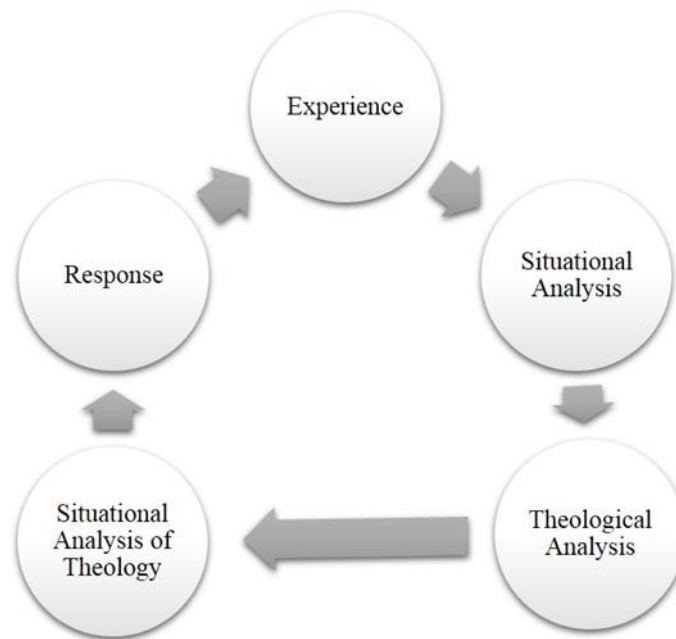 Experience
Situational
Analysis
Theological
Analysis
Situational
Analysis of
Theology
Response